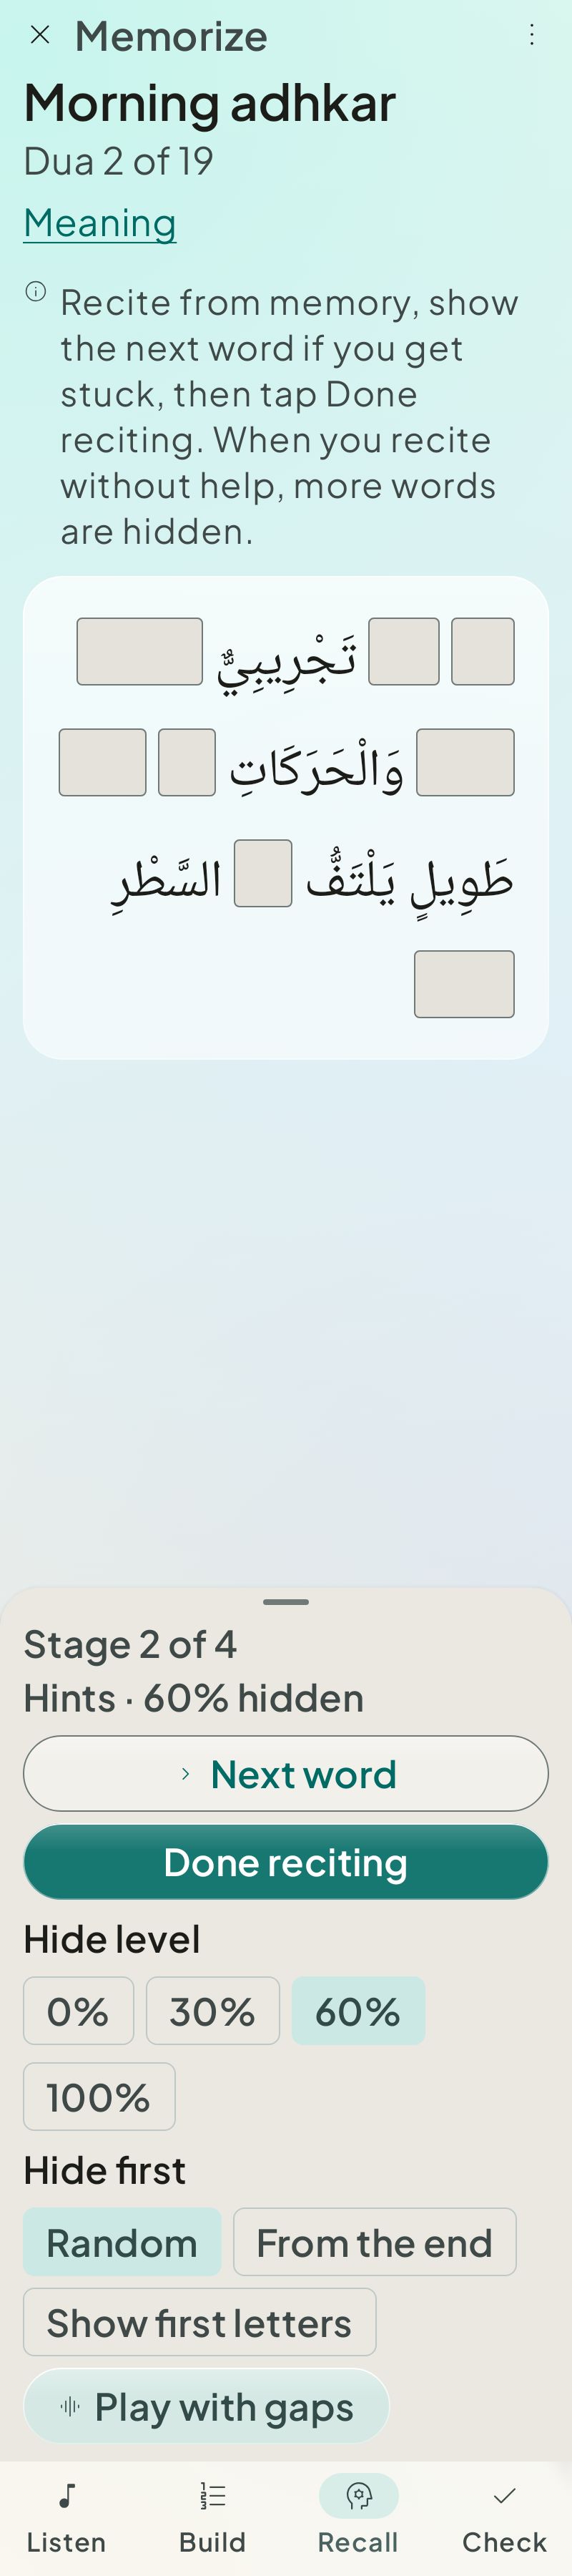 Memorize
Morning adhkar
Dua 2 of 19
Meaning
Recite from memory, show
the next word if you get
stuck, then tap Done
reciting. When you recite
without help, more words
are hidden.
تَجْرِيبِيٌّ
وَالْحَرَكَاتِ
طَوِيلٍ يَلْتَفُّ السَّطْرِ
Stage 2 of 4
Hints · 60% hidden
Next word
Done reciting
Hide level
0% 30% 60%
100%
Hide first
Random From the end
Show first letters
Play with gaps
Listen Build Recall Check